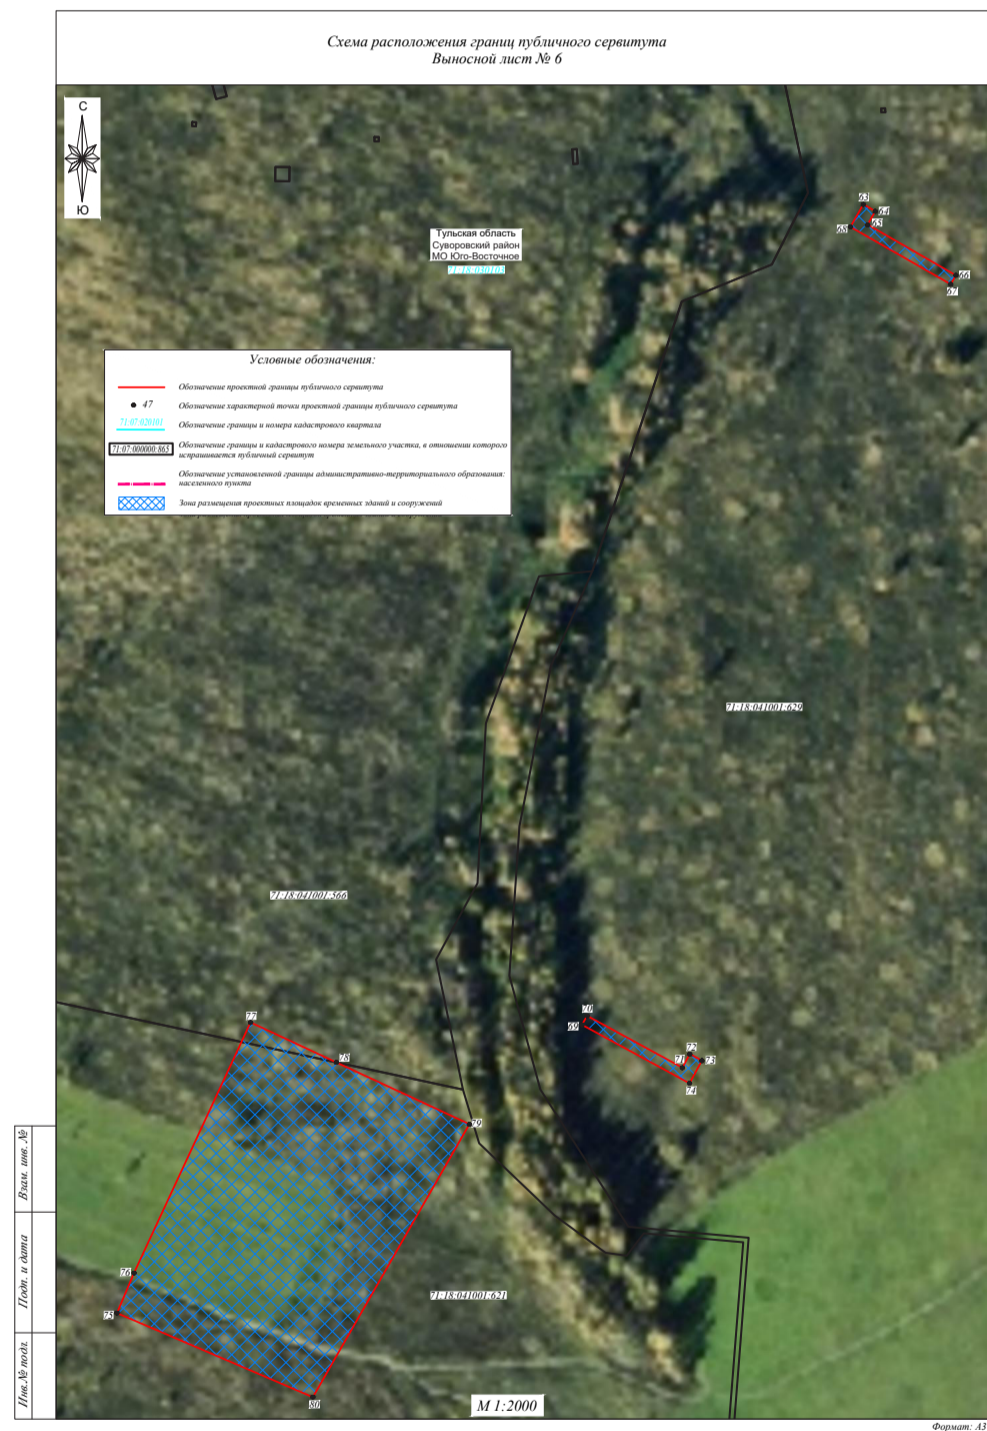 Схема расположения границ публичного сервитута
Выносной лист № 6
С
Ю
Тульская область
Суворовский район
МО Юго-Восточное
71:18:030103
63
64
65
68
66
67
Условные обозначения:
Обозначение проектной границы публичного сервитута
47
Обозначение характерной точки проектной границы публичного сервитута
71:07:020101
Обозначение границы и номера кадастрового квартала
71:07:000000:865
Обозначение границы и кадастрового номера земельного участка, в отношении которого
испрашивается публичный сервитут
Обозначение установленной границы административно-территориального образования:
населенного пункта
Зона размещения проектных площадок временных зданий и сооружений
71:18:041001:629
71:18:041001:566
70
69
77
72
71
73
78
74
79
76
71:18:041001:621
75
80
М 1:2000
Взам. инв. №
Подп. и дата
Инв.№ подл.
Формат: А3